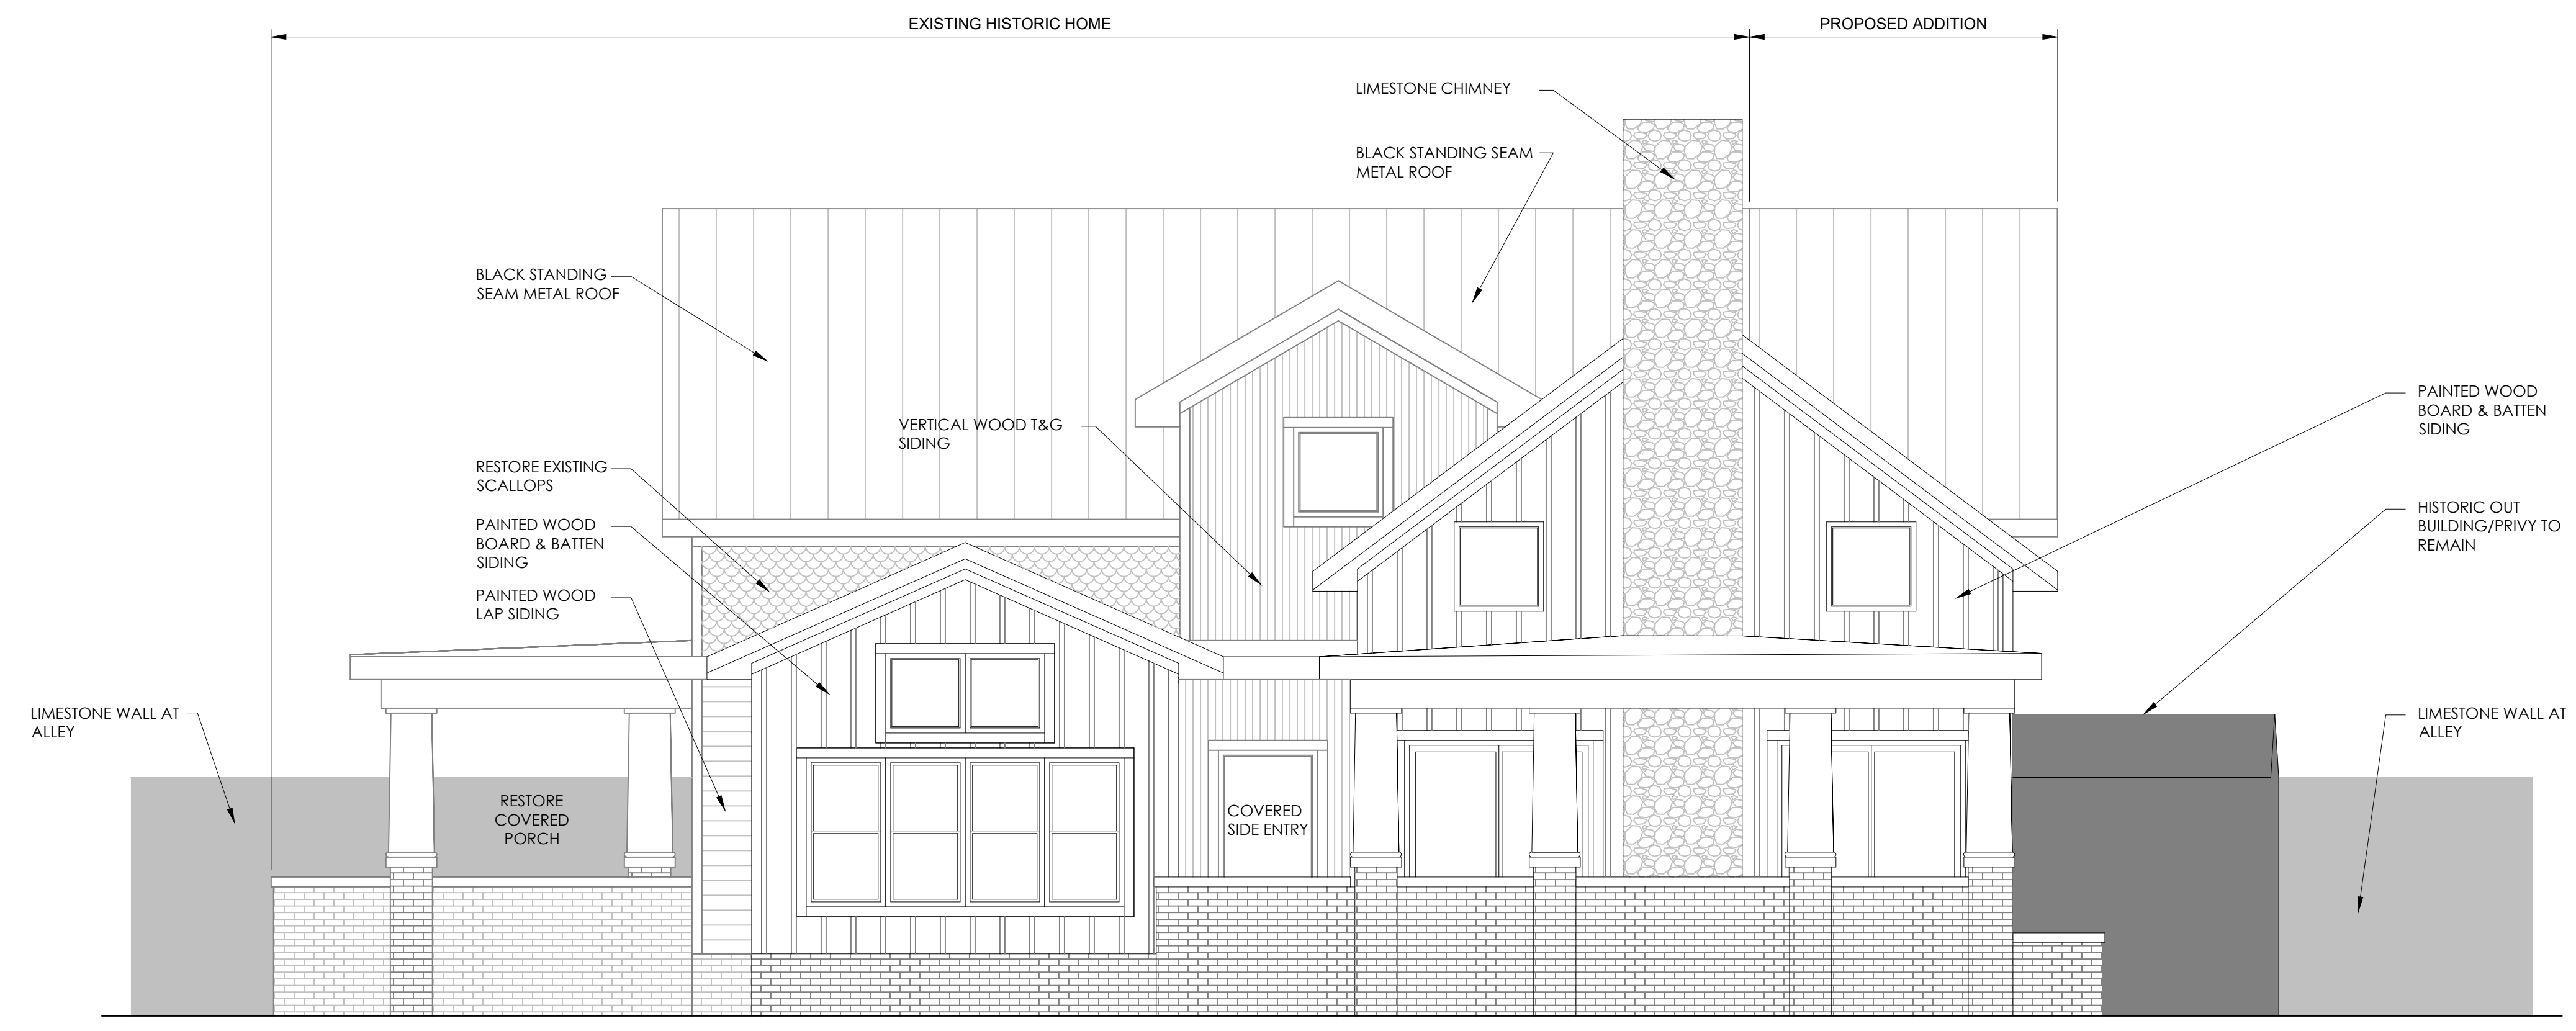 EXISTING HISTORIC HOME
PROPOSED ADDITION
LIMESTONE CHIMNEY
BLACK STANDING SEAM
METAL ROOF
BLACK STANDING
SEAM METAL ROOF
VERTICAL WOOD T&G
SIDING
RESTORE EXISTING
SCALLOPS
PAINTED WOOD
BOARD & BATTEN
SIDING
PAINTED WOOD
LAP SIDING
LIMESTONE WALL AT
ALLEY
RESTORE
COVERED
PORCH
COVERED
SIDE ENTRY
PAINTED WOOD
BOARD & BATTEN
SIDING
HISTORIC OUT
BUILDING/PRIVY TO
REMAIN
LIMESTONE WALL AT
ALLEY